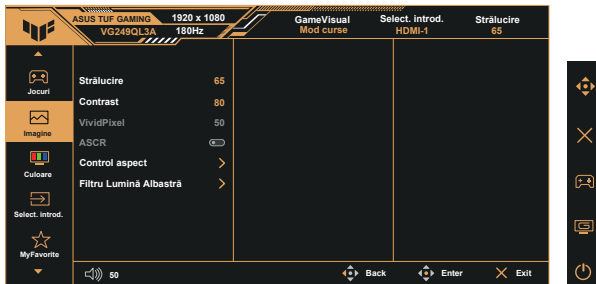 ASUS TUF GAMING 1920 x 1080
VG249QL3A 180Hz
GameVisual
Mod curse
Select. introd.
HDMI-1
Strălucire
65
Jocuri
Imagine
Culoare
Select. introd.
MyFavorite
Strălucire 65
Contrast 80
VividPixel 50
ASCR
Control aspect
Filtru Lumină Albastră
50
Back
Enter
Exit